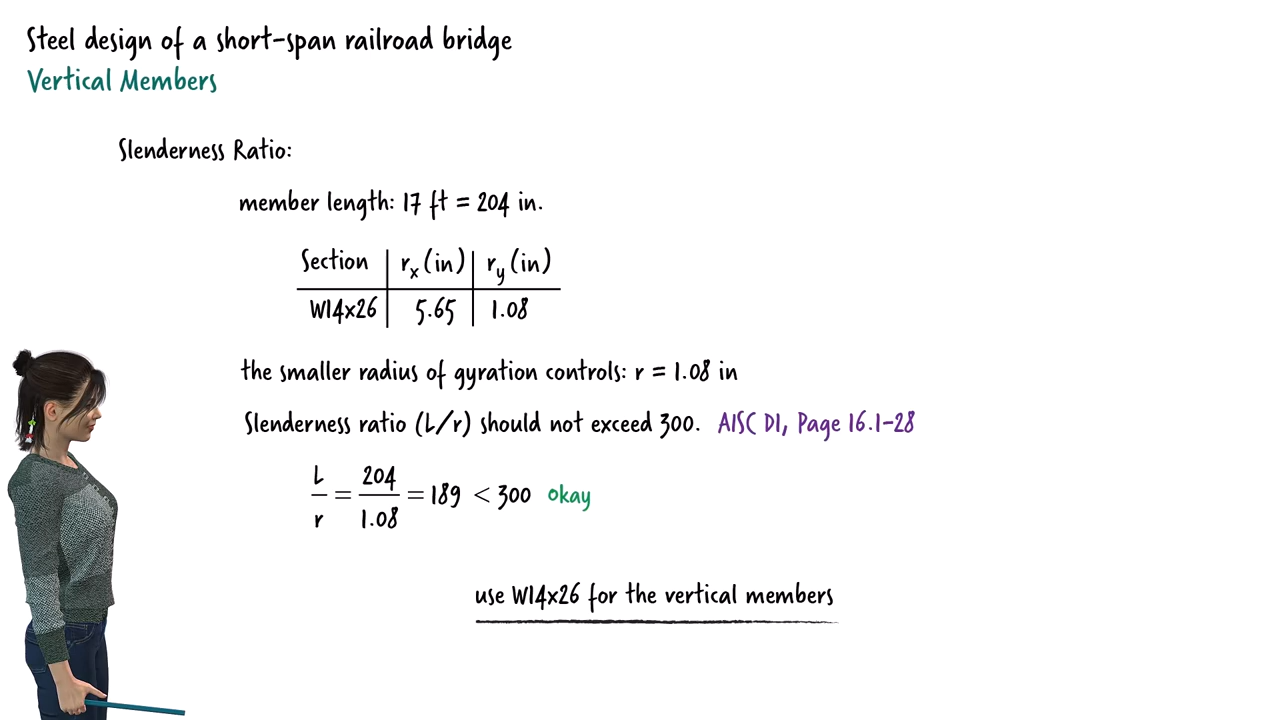 Steel design of a short-span railroad bridge
Vertical Members
Slenderness Ratio:
member length: 17 ft = 204 in.
Section | rx (in) | ry (in)
W14x26 | 5.65 | 1.08
the smaller radius of gyration controls: r = 1.08 in
Slenderness ratio (L/r) should not exceed 300. AISC D1, Page 16.1-28
L/r = 204/1.08 = 189 < 300 okay
use W14x26 for the vertical members